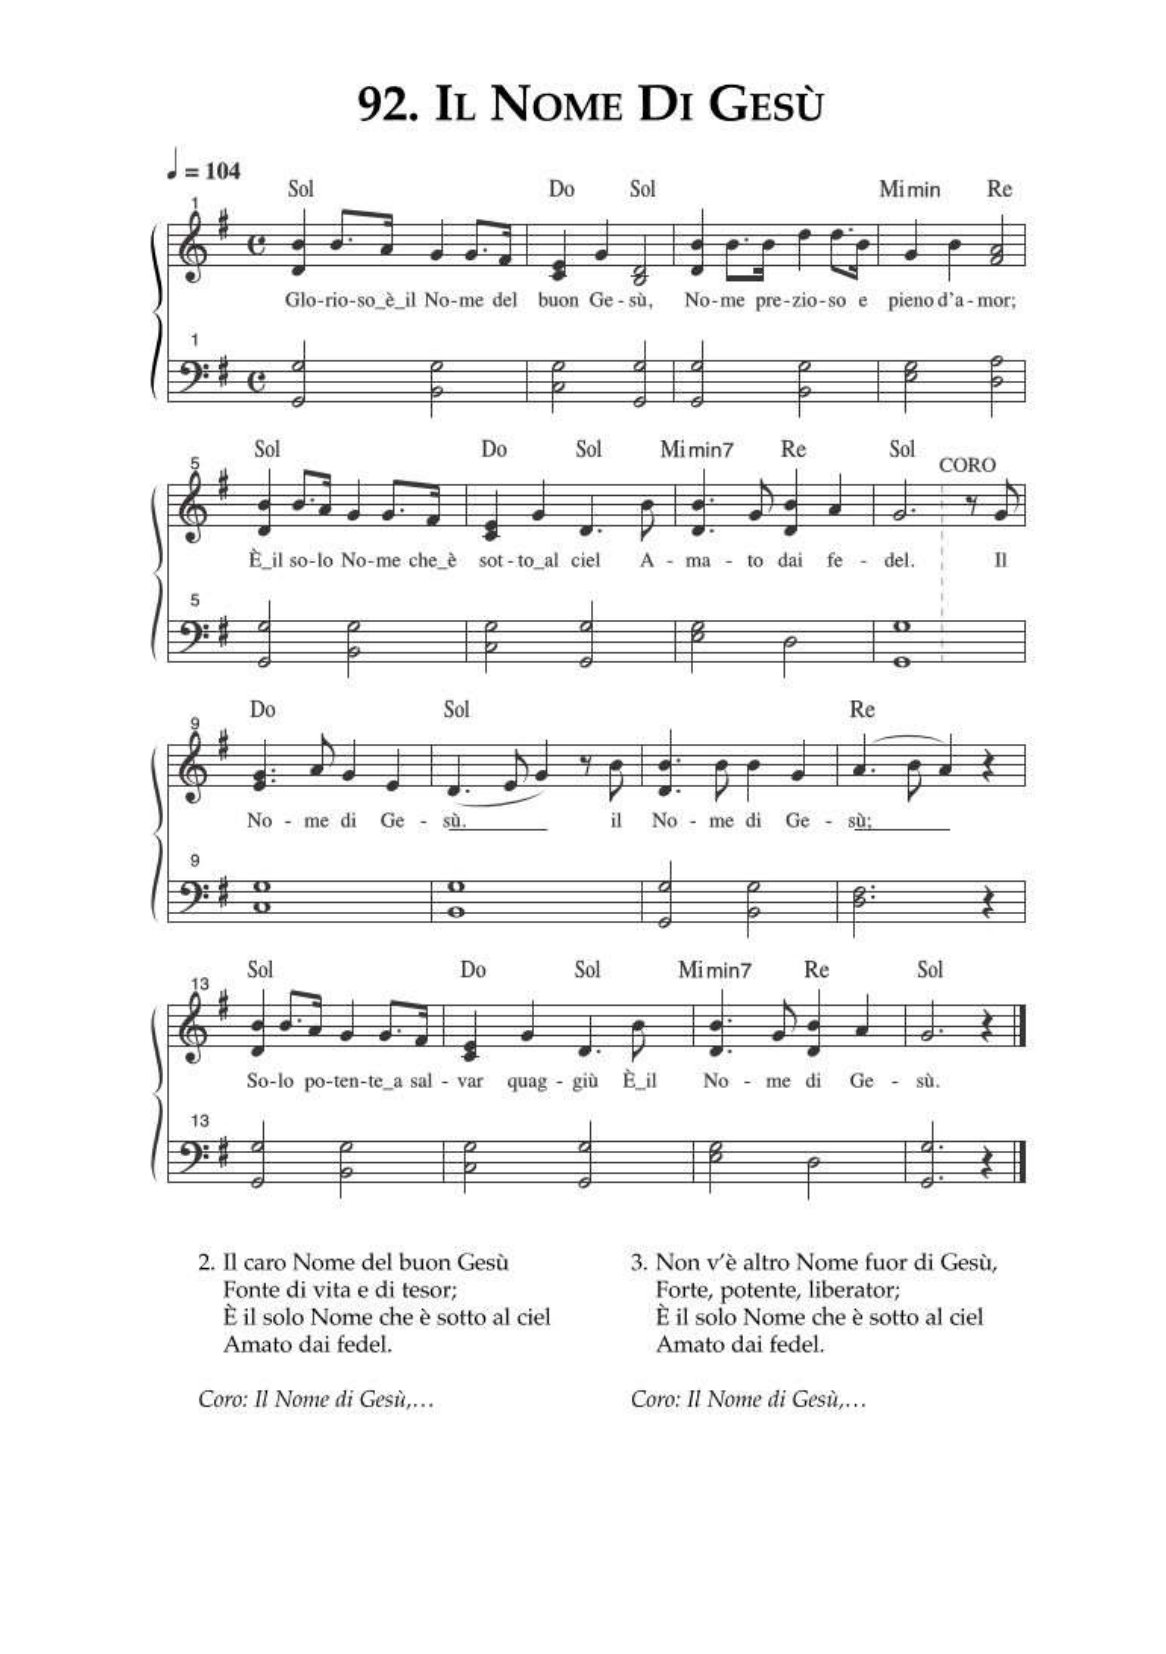 92. Il Nome Di Gesù
= 104
Sol Do Sol Mi min Re
1
Glo-rio-so_è_il No-me del buon Ge-sù, No-me pre-zio-so e pieno d'a-mor;
1
Sol Do Sol Mi min7 Re Sol
5 CORO
È_il so-lo No-me che_è sot-to_al ciel A-ma-to dai fe-del. Il
5
Do Sol Re
9
No-me di Ge-sù. il No-me di Ge-sù;
9
Sol Do Sol Mi min7 Re Sol
13
So-lo po-ten-te_a sal-var quag-giù È_il No-me di Ge-sù.
13
2. Il caro Nome del buon Gesù
Fonte di vita e di tesor;
È il solo Nome che è sotto al ciel
Amato dai fedel.
Coro: Il Nome di Gesù,…
3. Non v'è altro Nome fuor di Gesù,
Forte, potente, liberator;
È il solo Nome che è sotto al ciel
Amato dai fedel.
Coro: Il Nome di Gesù,…